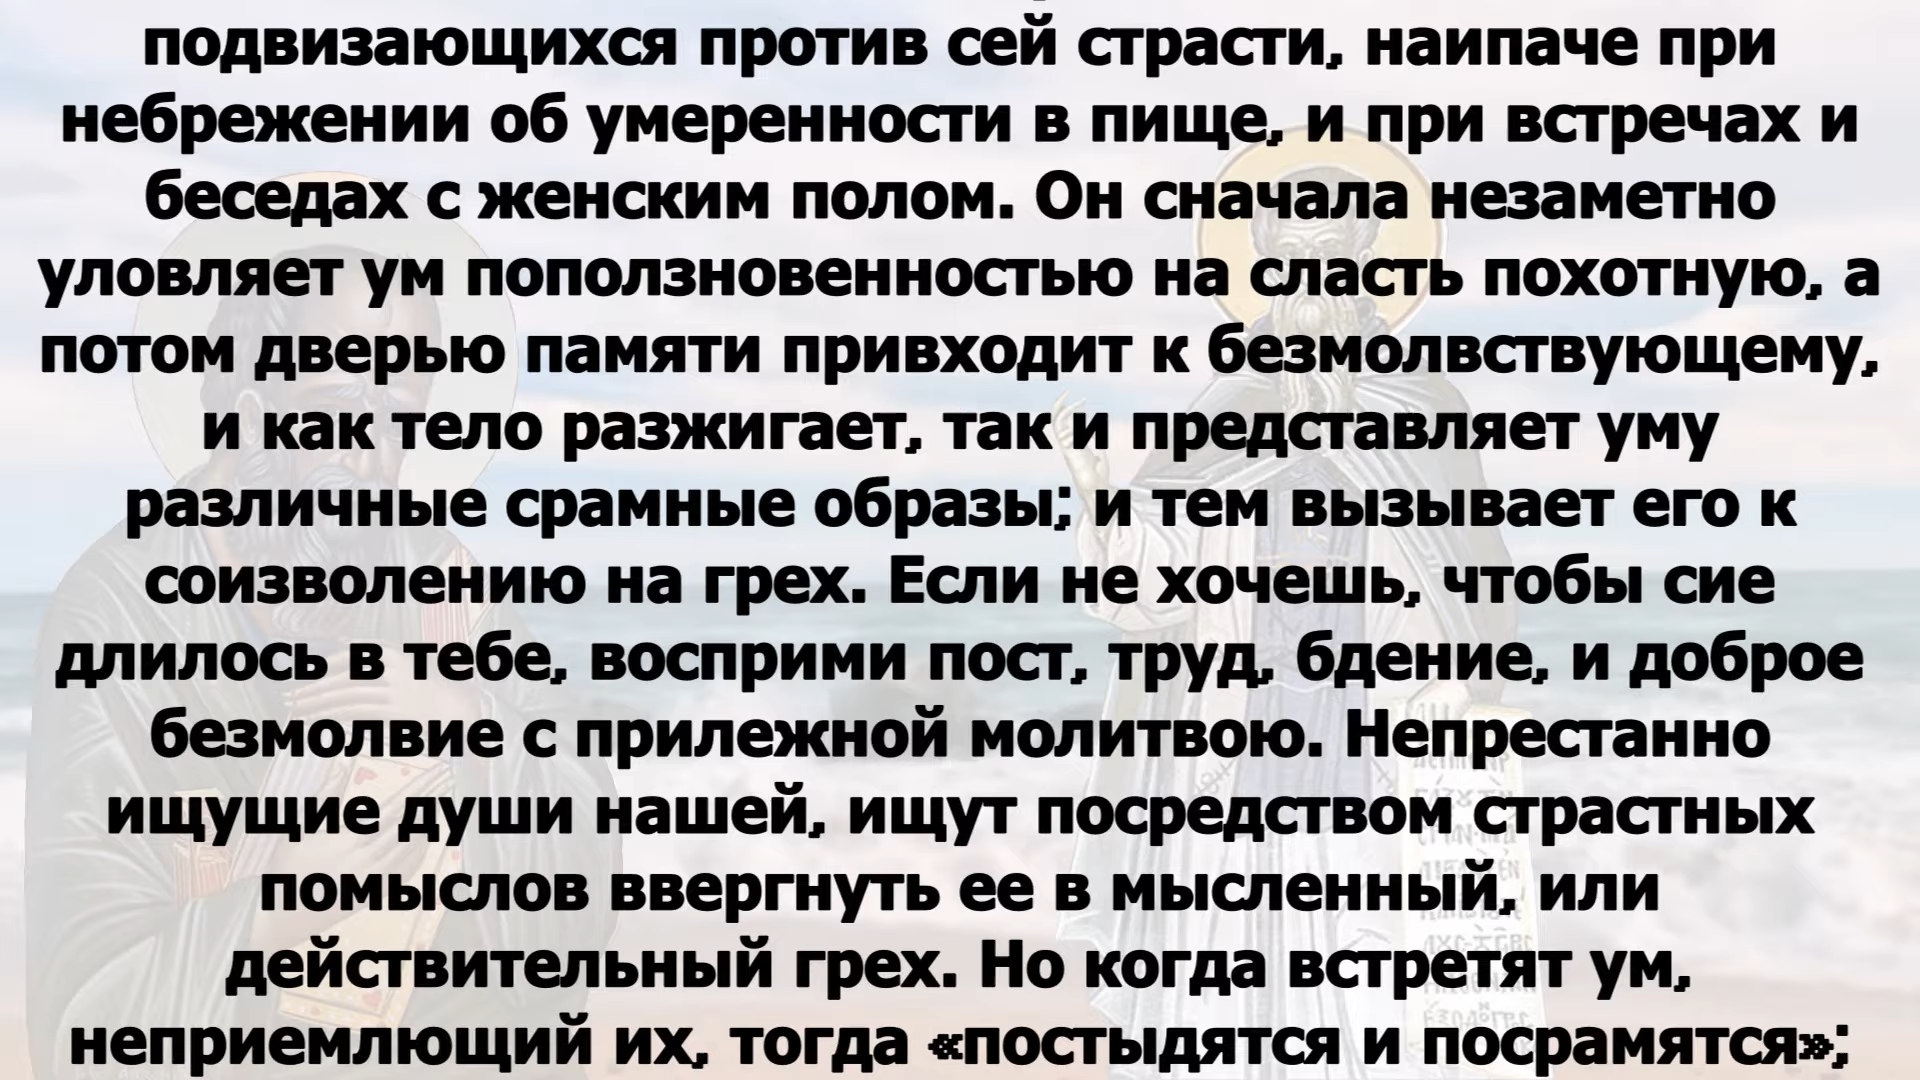 подвизающихся против сей страсти, наипаче при
небрежении об умеренности в пище, и при встречах и
беседах с женским полом. Он сначала незаметно
уловляет ум поползновенностью на сласть похотную, а
потом дверью памяти привходит к безмолвствующему,
и как тело разжигает, так и представляет уму
различные срамные образы; и тем вызывает его к
соизволению на грех. Если не хочешь, чтобы сие
длилось в тебе, восприми пост, труд, бдение, и доброе
безмолвие с прилежной молитвою. Непрестанно
ищущие души нашей, ищут посредством страстных
помыслов ввергнуть ее в мысленный, или
действительный грех. Но когда встретят ум,
неприемлющий их, тогда «постыдятся и посрамятся»;